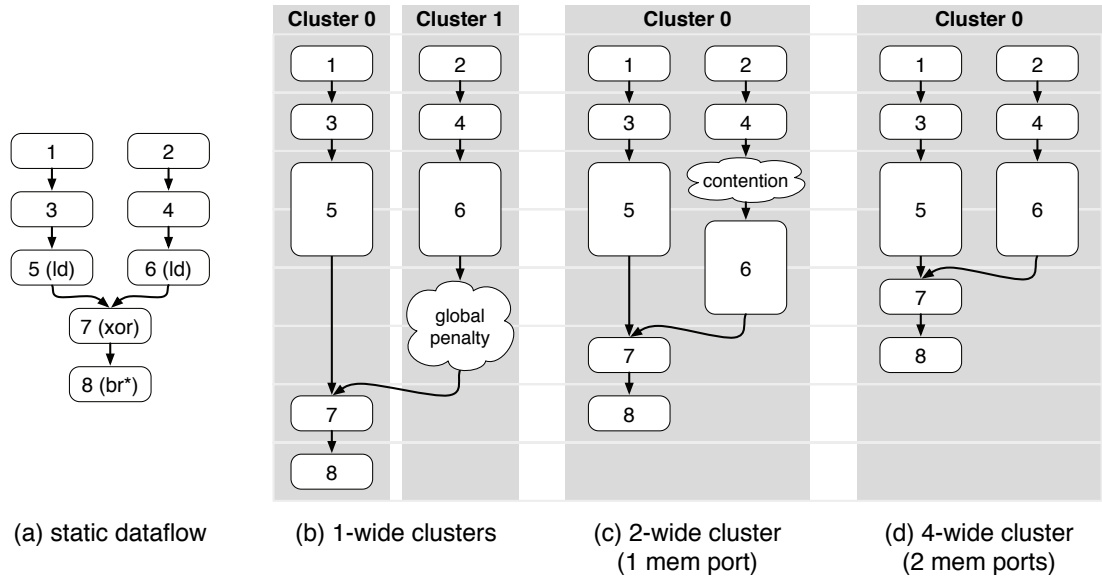 Cluster 0
Cluster 1
Cluster 0
Cluster 0
1
2
1
2
1
2
3
4
3
4
3
4
1
2
3
4
5 (ld)
6 (ld)
7 (xor)
8 (br*)
5
6
global
penalty
7
8
contention
5
6
7
8
5
6
7
8
(a) static dataflow
(b) 1-wide clusters
(c) 2-wide cluster
(1 mem port)
(d) 4-wide cluster
(2 mem ports)